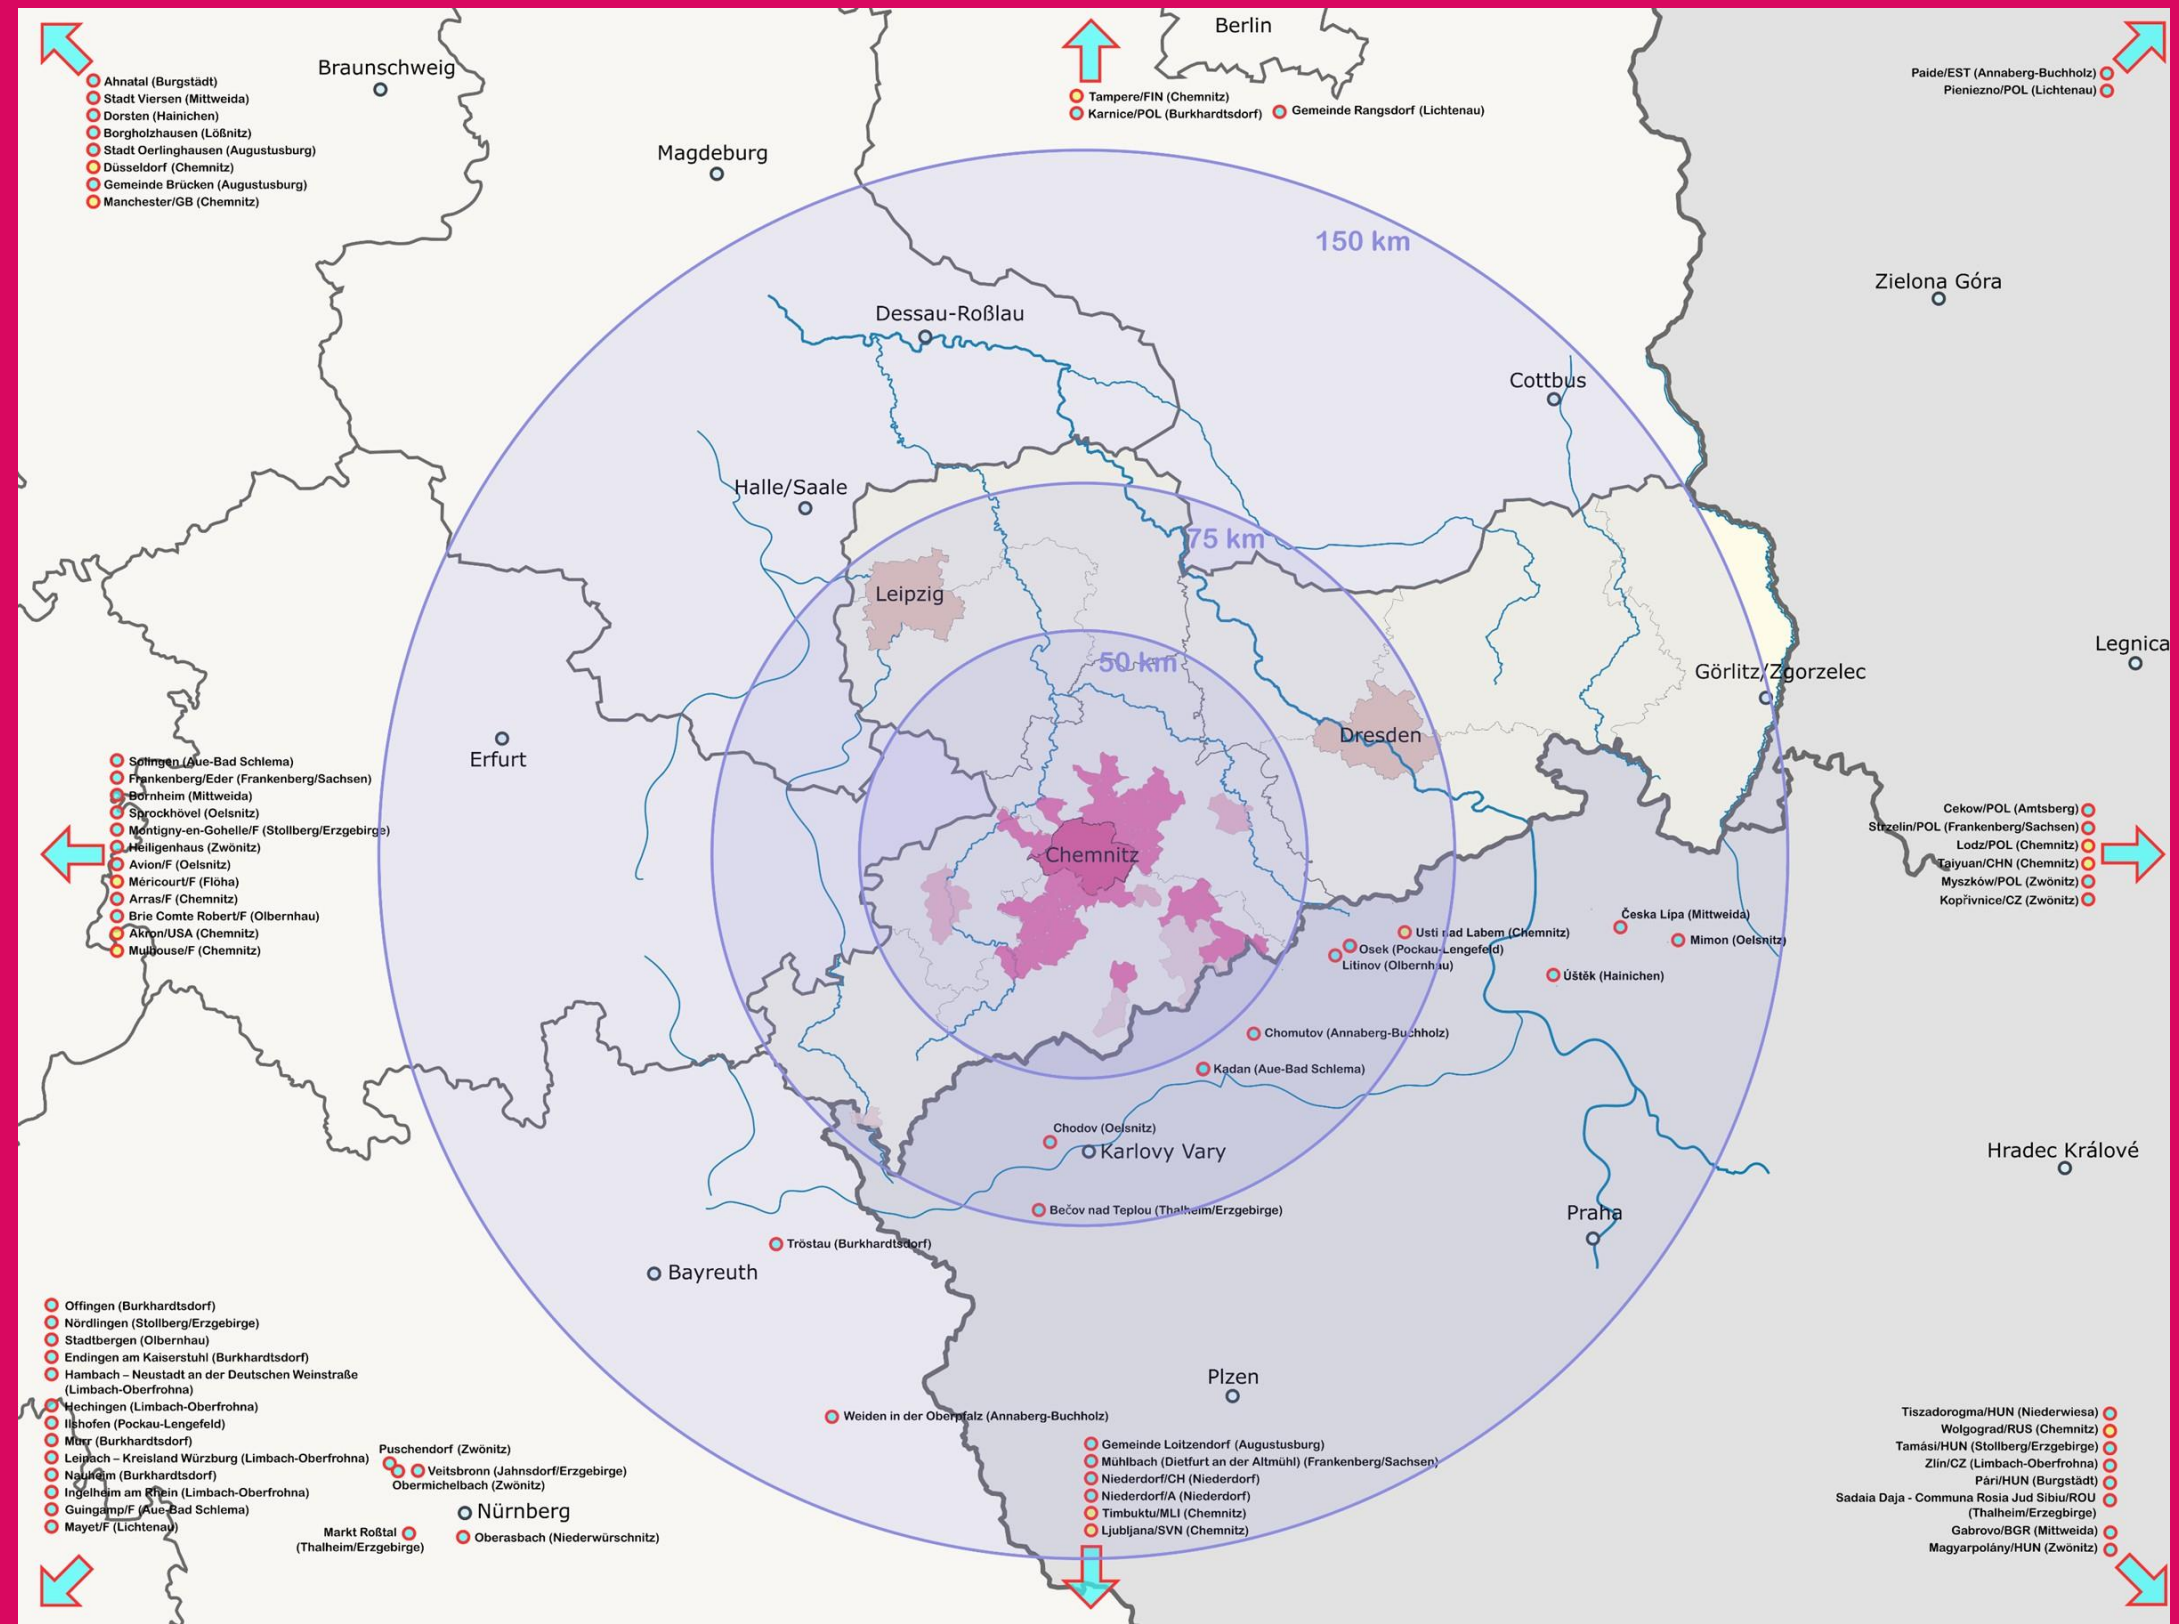 Berlin
Braunschweig
Ahnatal (Burgstädt)
Stadt Viersen (Mittweida)
Dorsten (Hainichen)
Borgholzhausen (Lößnitz)
Stadt Oerlinghausen (Augustusburg)
Düsseldorf (Chemnitz)
Gemeinde Brücken (Augustusburg)
Manchester/GB (Chemnitz)
Tampere/FIN (Chemnitz)
Karnice/POL (Burkhardtsdorf)
Gemeinde Rangsdorf (Lichtenau)
Paide/EST (Annaberg-Buchholz)
Pieniezno/POL (Lichtenau)
Magdeburg
150 km
Zielona Góra
Dessau-Roßlau
Cottbus
Halle/Saale
75 km
Leipzig
50 km
Legnica
Görlitz/Zgorzelec
Dresden
Erfurt
Chemnitz
Solingen (Aue-Bad Schlema)
Frankenberg/Eder (Frankenberg/Sachsen)
Bornheim (Mittweida)
Sprockhövel (Oelsnitz)
Montigny-en-Gohelle/F (Stollberg/Erzgebirge)
Heiligenhaus (Zwönitz)
Avion/F (Oelsnitz)
Méricourt/F (Flöha)
Arras/F (Chemnitz)
Brie Comte Robert/F (Olbernhau)
Akron/USA (Chemnitz)
Mulhouse/F (Chemnitz)
Cekow/POL (Amtsberg)
Strzelin/POL (Frankenberg/Sachsen)
Lodz/POL (Chemnitz)
Taiyuan/CHN (Chemnitz)
Myszków/POL (Zwönitz)
Kopřivnice/CZ (Zwönitz)
Česka Lípa (Mittweida)
Usti nad Labem (Chemnitz)
Mimon (Oelsnitz)
Osek (Pockau-Lengefeld)
Litinov (Olbernhau)
Úštěk (Hainichen)
Chomutov (Annaberg-Buchholz)
Kadan (Aue-Bad Schlema)
Chodov (Oelsnitz)
Karlovy Vary
Hradec Králové
Bečov nad Teplou (Thalheim/Erzgebirge)
Praha
Tröstau (Burkhardtsdorf)
Bayreuth
Plzen
Weiden in der Oberpfalz (Annaberg-Buchholz)
Offingen (Burkhardtsdorf)
Nördlingen (Stollberg/Erzgebirge)
Stadtbergen (Olbernhau)
Endingen am Kaiserstuhl (Burkhardtsdorf)
Hambach – Neustadt an der Deutschen Weinstraße
(Limbach-Oberfrohna)
Hechingen (Limbach-Oberfrohna)
Ilshofen (Pockau-Lengefeld)
Murr (Burkhardtsdorf)
Leinach – Kreisland Würzburg (Limbach-Oberfrohna)
Nauheim (Burkhardtsdorf)
Ingelheim am Rhein (Limbach-Oberfrohna)
Guingamp/F (Aue-Bad Schlema)
Mayet/F (Lichtenau)
Puschendorf (Zwönitz)
Veitsbronn (Jahnsdorf/Erzgebirge)
Obermichelbach (Zwönitz)
Nürnberg
Markt Roßtal
(Thalheim/Erzgebirge)
Oberasbach (Niederwürschnitz)
Gemeinde Loitzendorf (Augustusburg)
Mühlbach (Dietfurt an der Altmühl) (Frankenberg/Sachsen)
Niederdorf/CH (Niederdorf)
Niederdorf/A (Niederdorf)
Timbuktu/MLI (Chemnitz)
Ljubljana/SVN (Chemnitz)
Tiszadorogma/HUN (Niederwiesa)
Wolgograd/RUS (Chemnitz)
Tamási/HUN (Stollberg/Erzgebirge)
Zlín/CZ (Limbach-Oberfrohna)
Pári/HUN (Burgstädt)
Sadaia Daja - Communa Rosia Jud Sibiu/ROU
(Thalheim/Erzegbirge)
Gabrovo/BGR (Mittweida)
Magyarpolány/HUN (Zwönitz)